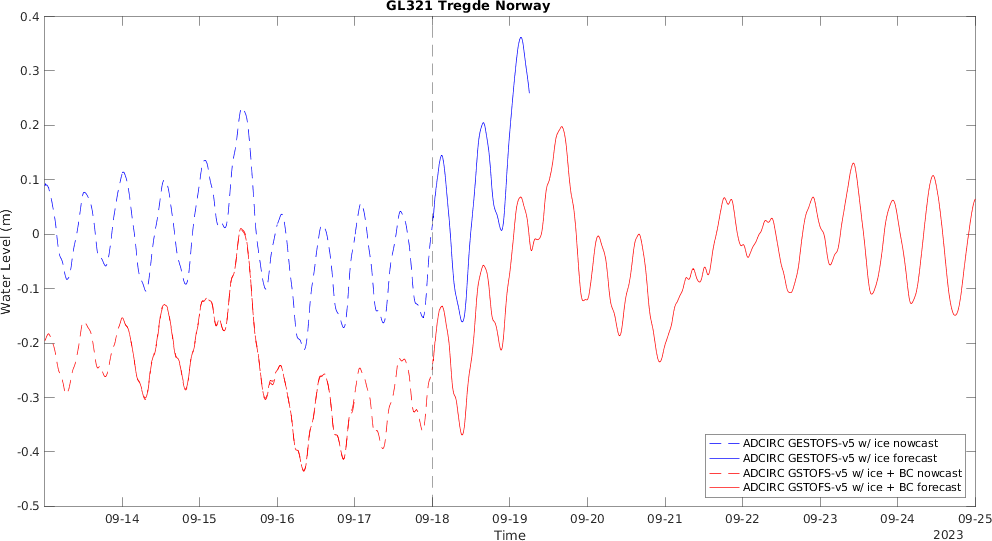 GL321 Tregde Norway
0.4
0.3
0.2
0.1
0
-0.1
-0.2
-0.3
-0.4
-0.5
Water Level (m)
ADCIRC GESTOFS-v5 w/ ice nowcast
ADCIRC GESTOFS-v5 w/ ice forecast
ADCIRC GSTOFS-v5 w/ ice + BC nowcast
ADCIRC GSTOFS-v5 w/ ice + BC forecast
09-14 09-15 09-16 09-17 09-18 09-19 09-20 09-21 09-22 09-23 09-24 09-25
Time
2023